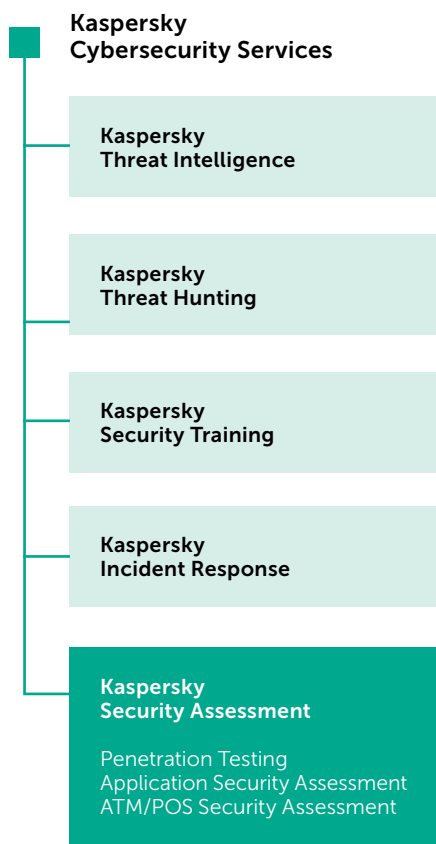 Kaspersky
Cybersecurity Services
Kaspersky
Threat Intelligence
Kaspersky
Threat Hunting
Kaspersky
Security Training
Kaspersky
Incident Response
Kaspersky
Security Assessment
Penetration Testing
Application Security Assessment
ATM/POS Security Assessment